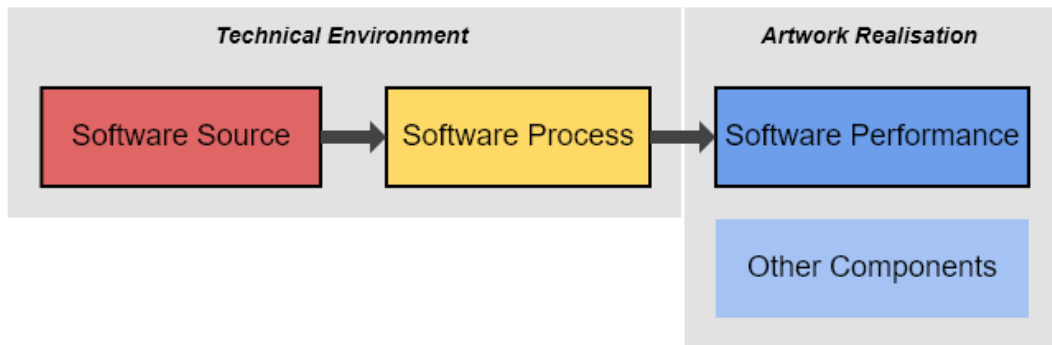 Technical Environment
Artwork Realisation
Software Source
Software Process
Software Performance
Other Components